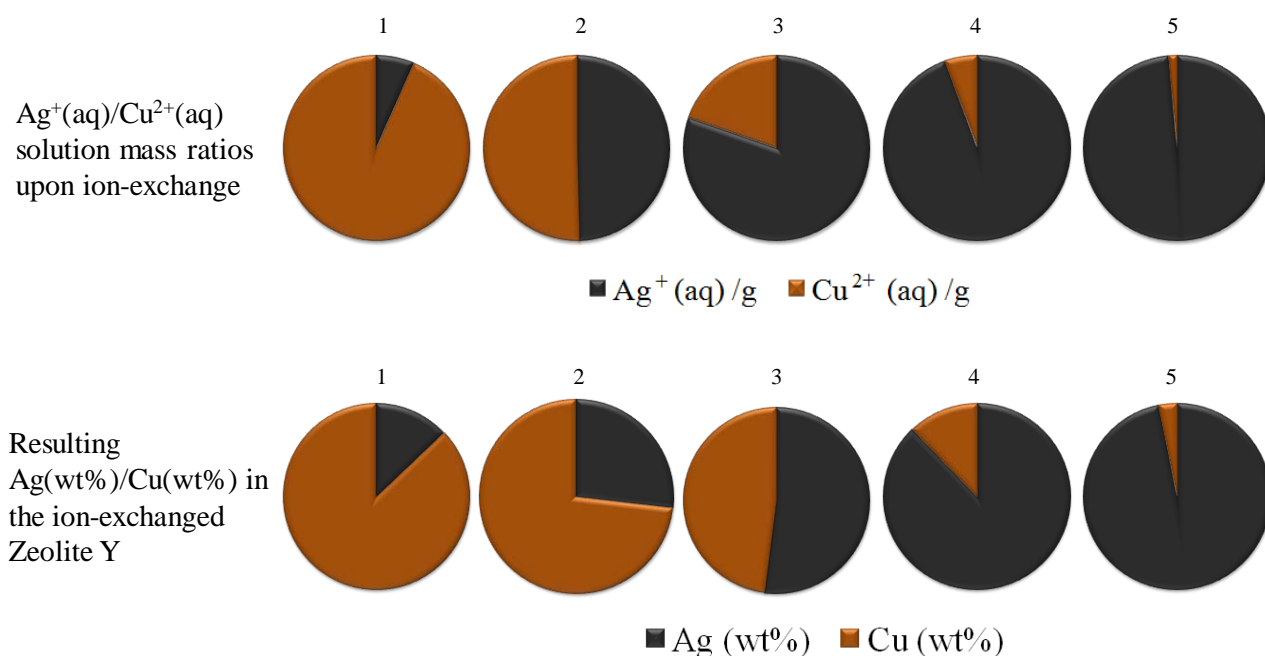 1 2 3 4 5
Ag⁺(aq)/Cu²⁺(aq)
solution mass ratios
upon ion-exchange
Ag⁺ (aq) /g Cu²⁺ (aq) /g
1 2 3 4 5
Resulting
Ag(wt%)/Cu(wt%) in
the ion-exchanged
Zeolite Y
Ag (wt%) Cu (wt%)